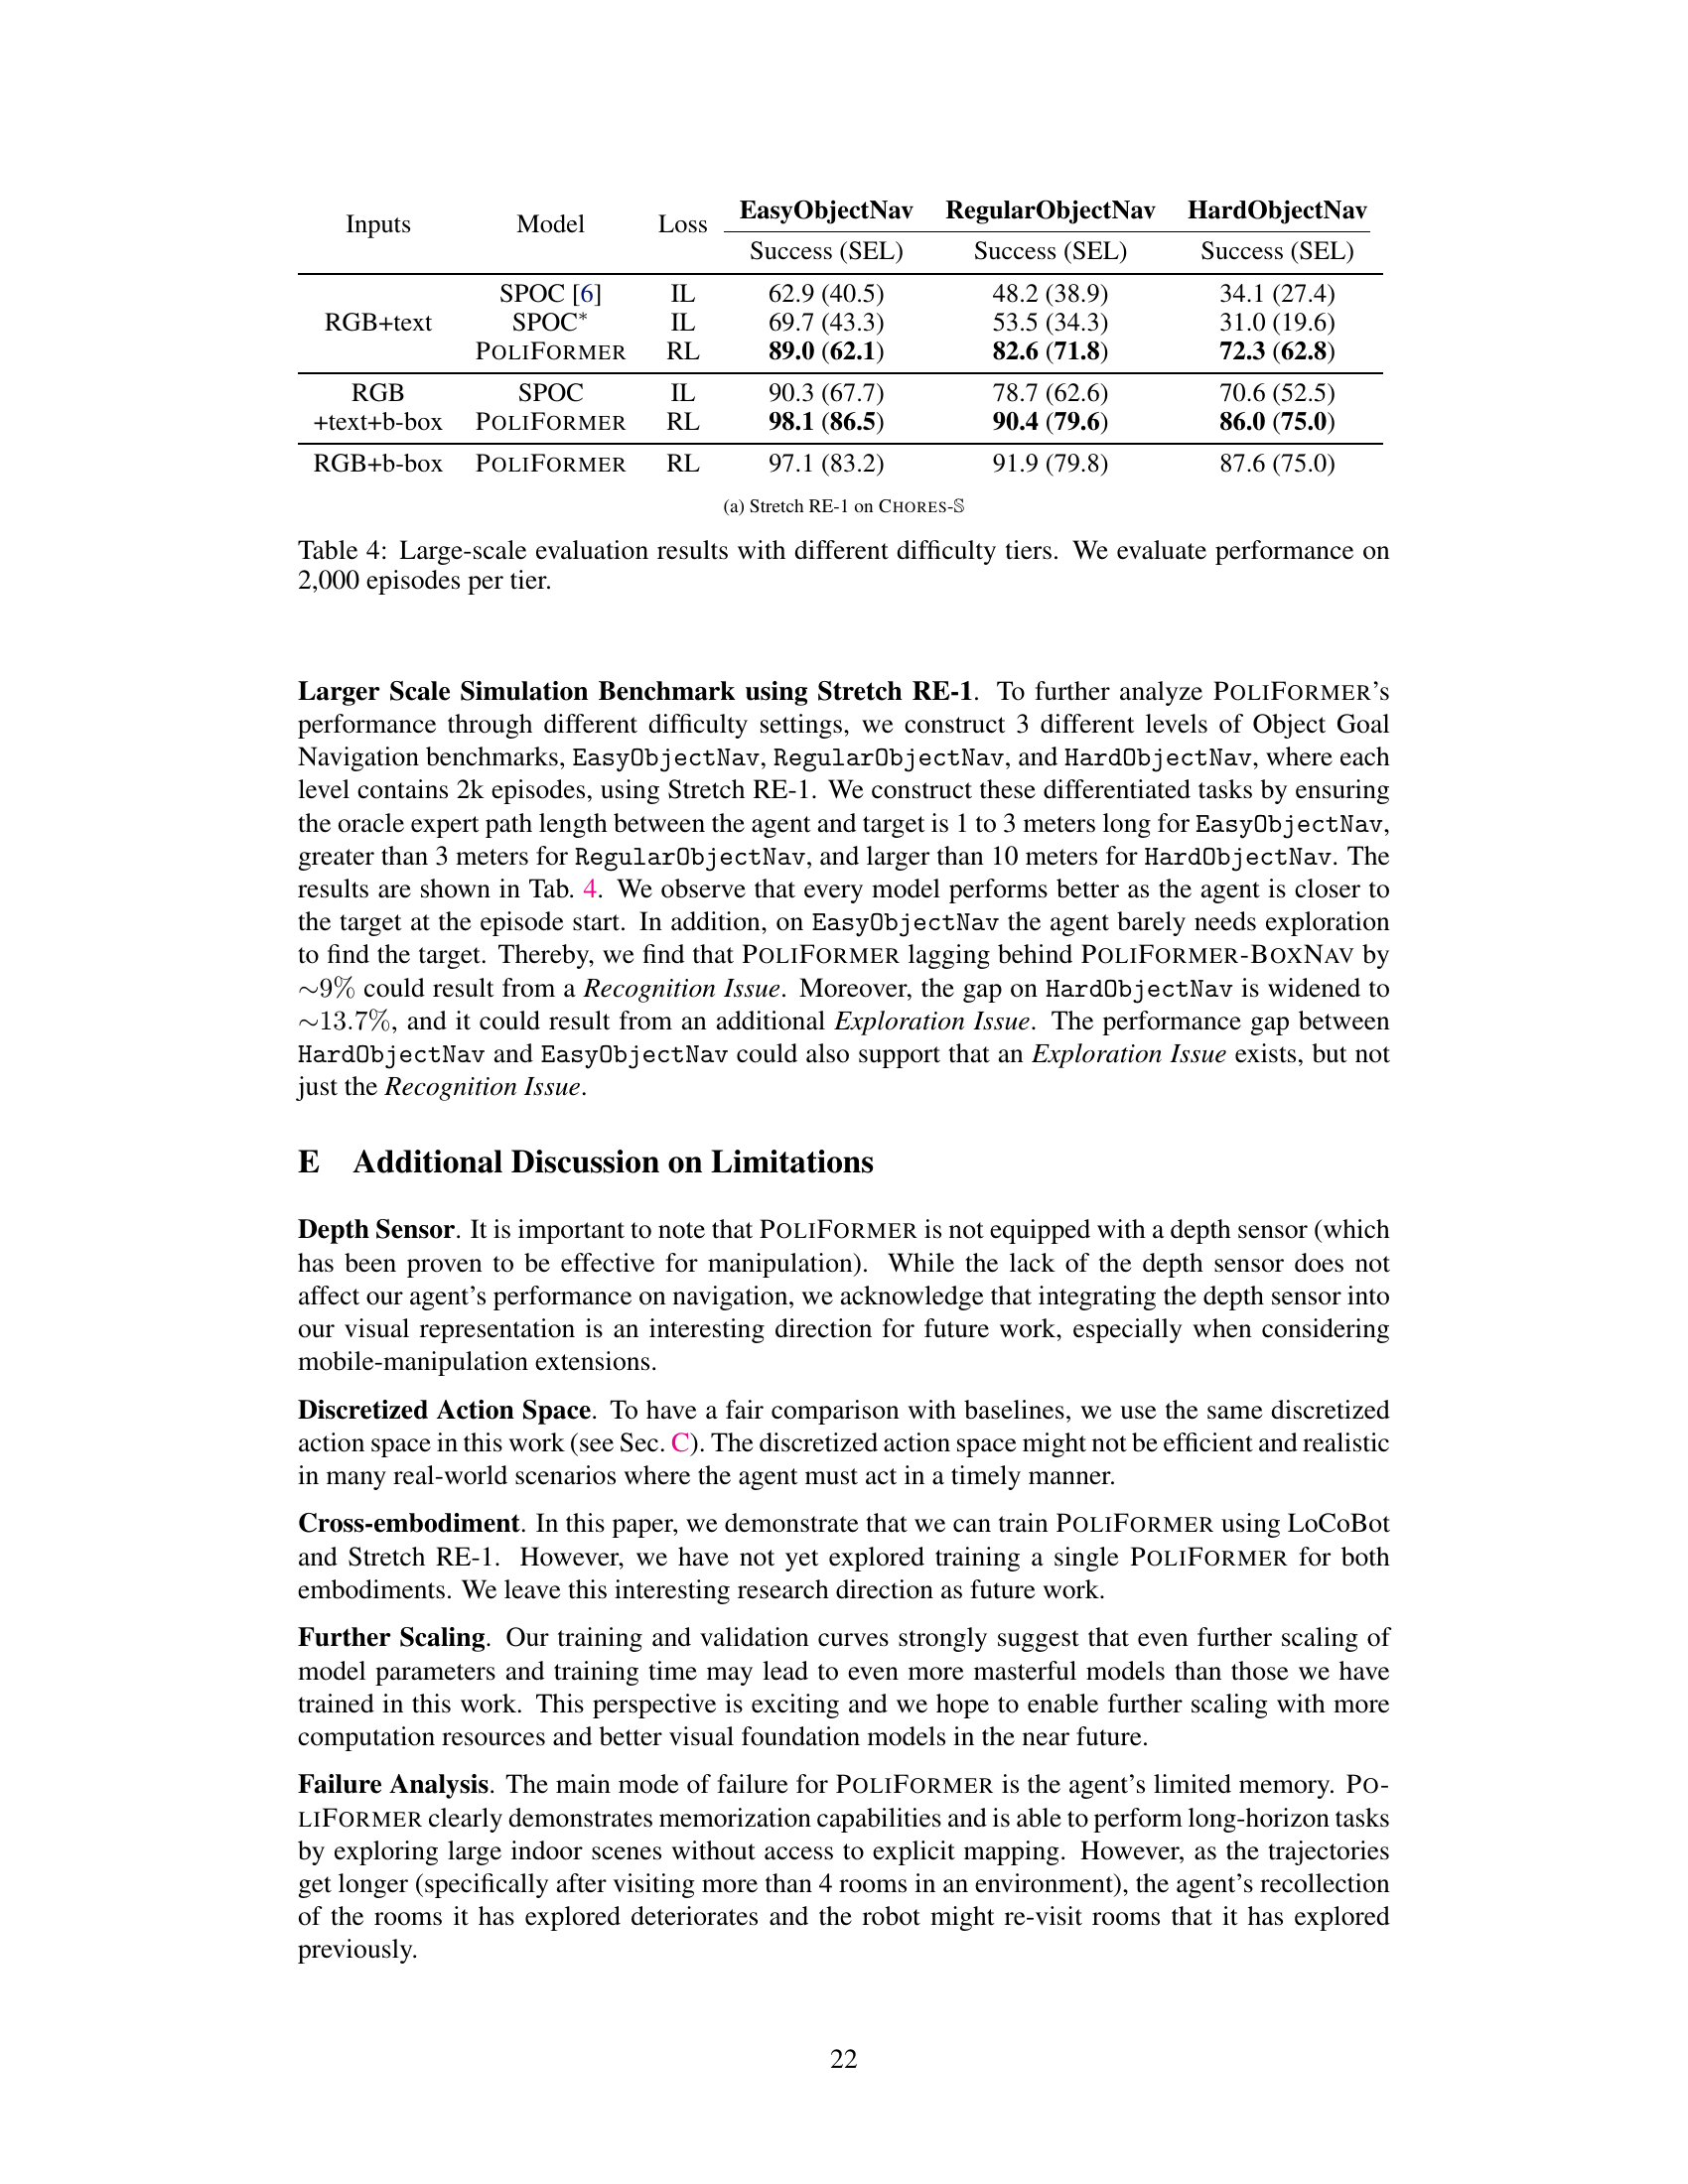 Inputs Model Loss EasyObjectNav RegularObjectNav HardObjectNav
Success (SEL) Success (SEL) Success (SEL)
SPOC [6] IL 62.9 (40.5) 48.2 (38.9) 34.1 (27.4)
RGB+text SPOC* IL 69.7 (43.3) 53.5 (34.3) 31.0 (19.6)
POLIFORMER RL 89.0 (62.1) 82.6 (71.8) 72.3 (62.8)
RGB SPOC IL 90.3 (67.7) 78.7 (62.6) 70.6 (52.5)
+text+b-box POLIFORMER RL 98.1 (86.5) 90.4 (79.6) 86.0 (75.0)
RGB+b-box POLIFORMER RL 97.1 (83.2) 91.9 (79.8) 87.6 (75.0)
(a) Stretch RE-1 on CHORES-𝕊
Table 4: Large-scale evaluation results with different difficulty tiers. We evaluate performance on
2,000 episodes per tier.
Larger Scale Simulation Benchmark using Stretch RE-1. To further analyze POLIFORMER's
performance through different difficulty settings, we construct 3 different levels of Object Goal
Navigation benchmarks, EasyObjectNav, RegularObjectNav, and HardObjectNav, where each
level contains 2k episodes, using Stretch RE-1. We construct these differentiated tasks by ensuring
the oracle expert path length between the agent and target is 1 to 3 meters long for EasyObjectNav,
greater than 3 meters for RegularObjectNav, and larger than 10 meters for HardObjectNav. The
results are shown in Tab. 4. We observe that every model performs better as the agent is closer to
the target at the episode start. In addition, on EasyObjectNav the agent barely needs exploration
to find the target. Thereby, we find that POLIFORMER lagging behind POLIFORMER-BOXNAV by
∼9% could result from a Recognition Issue. Moreover, the gap on HardObjectNav is widened to
∼13.7%, and it could result from an additional Exploration Issue. The performance gap between
HardObjectNav and EasyObjectNav could also support that an Exploration Issue exists, but not
just the Recognition Issue.
E Additional Discussion on Limitations
Depth Sensor. It is important to note that POLIFORMER is not equipped with a depth sensor (which
has been proven to be effective for manipulation). While the lack of the depth sensor does not
affect our agent's performance on navigation, we acknowledge that integrating the depth sensor into
our visual representation is an interesting direction for future work, especially when considering
mobile-manipulation extensions.
Discretized Action Space. To have a fair comparison with baselines, we use the same discretized
action space in this work (see Sec. C). The discretized action space might not be efficient and realistic
in many real-world scenarios where the agent must act in a timely manner.
Cross-embodiment. In this paper, we demonstrate that we can train POLIFORMER using LoCoBot
and Stretch RE-1. However, we have not yet explored training a single POLIFORMER for both
embodiments. We leave this interesting research direction as future work.
Further Scaling. Our training and validation curves strongly suggest that even further scaling of
model parameters and training time may lead to even more masterful models than those we have
trained in this work. This perspective is exciting and we hope to enable further scaling with more
computation resources and better visual foundation models in the near future.
Failure Analysis. The main mode of failure for POLIFORMER is the agent's limited memory. PO-
LIFORMER clearly demonstrates memorization capabilities and is able to perform long-horizon tasks
by exploring large indoor scenes without access to explicit mapping. However, as the trajectories
get longer (specifically after visiting more than 4 rooms in an environment), the agent's recollection
of the rooms it has explored deteriorates and the robot might re-visit rooms that it has explored
previously.
22